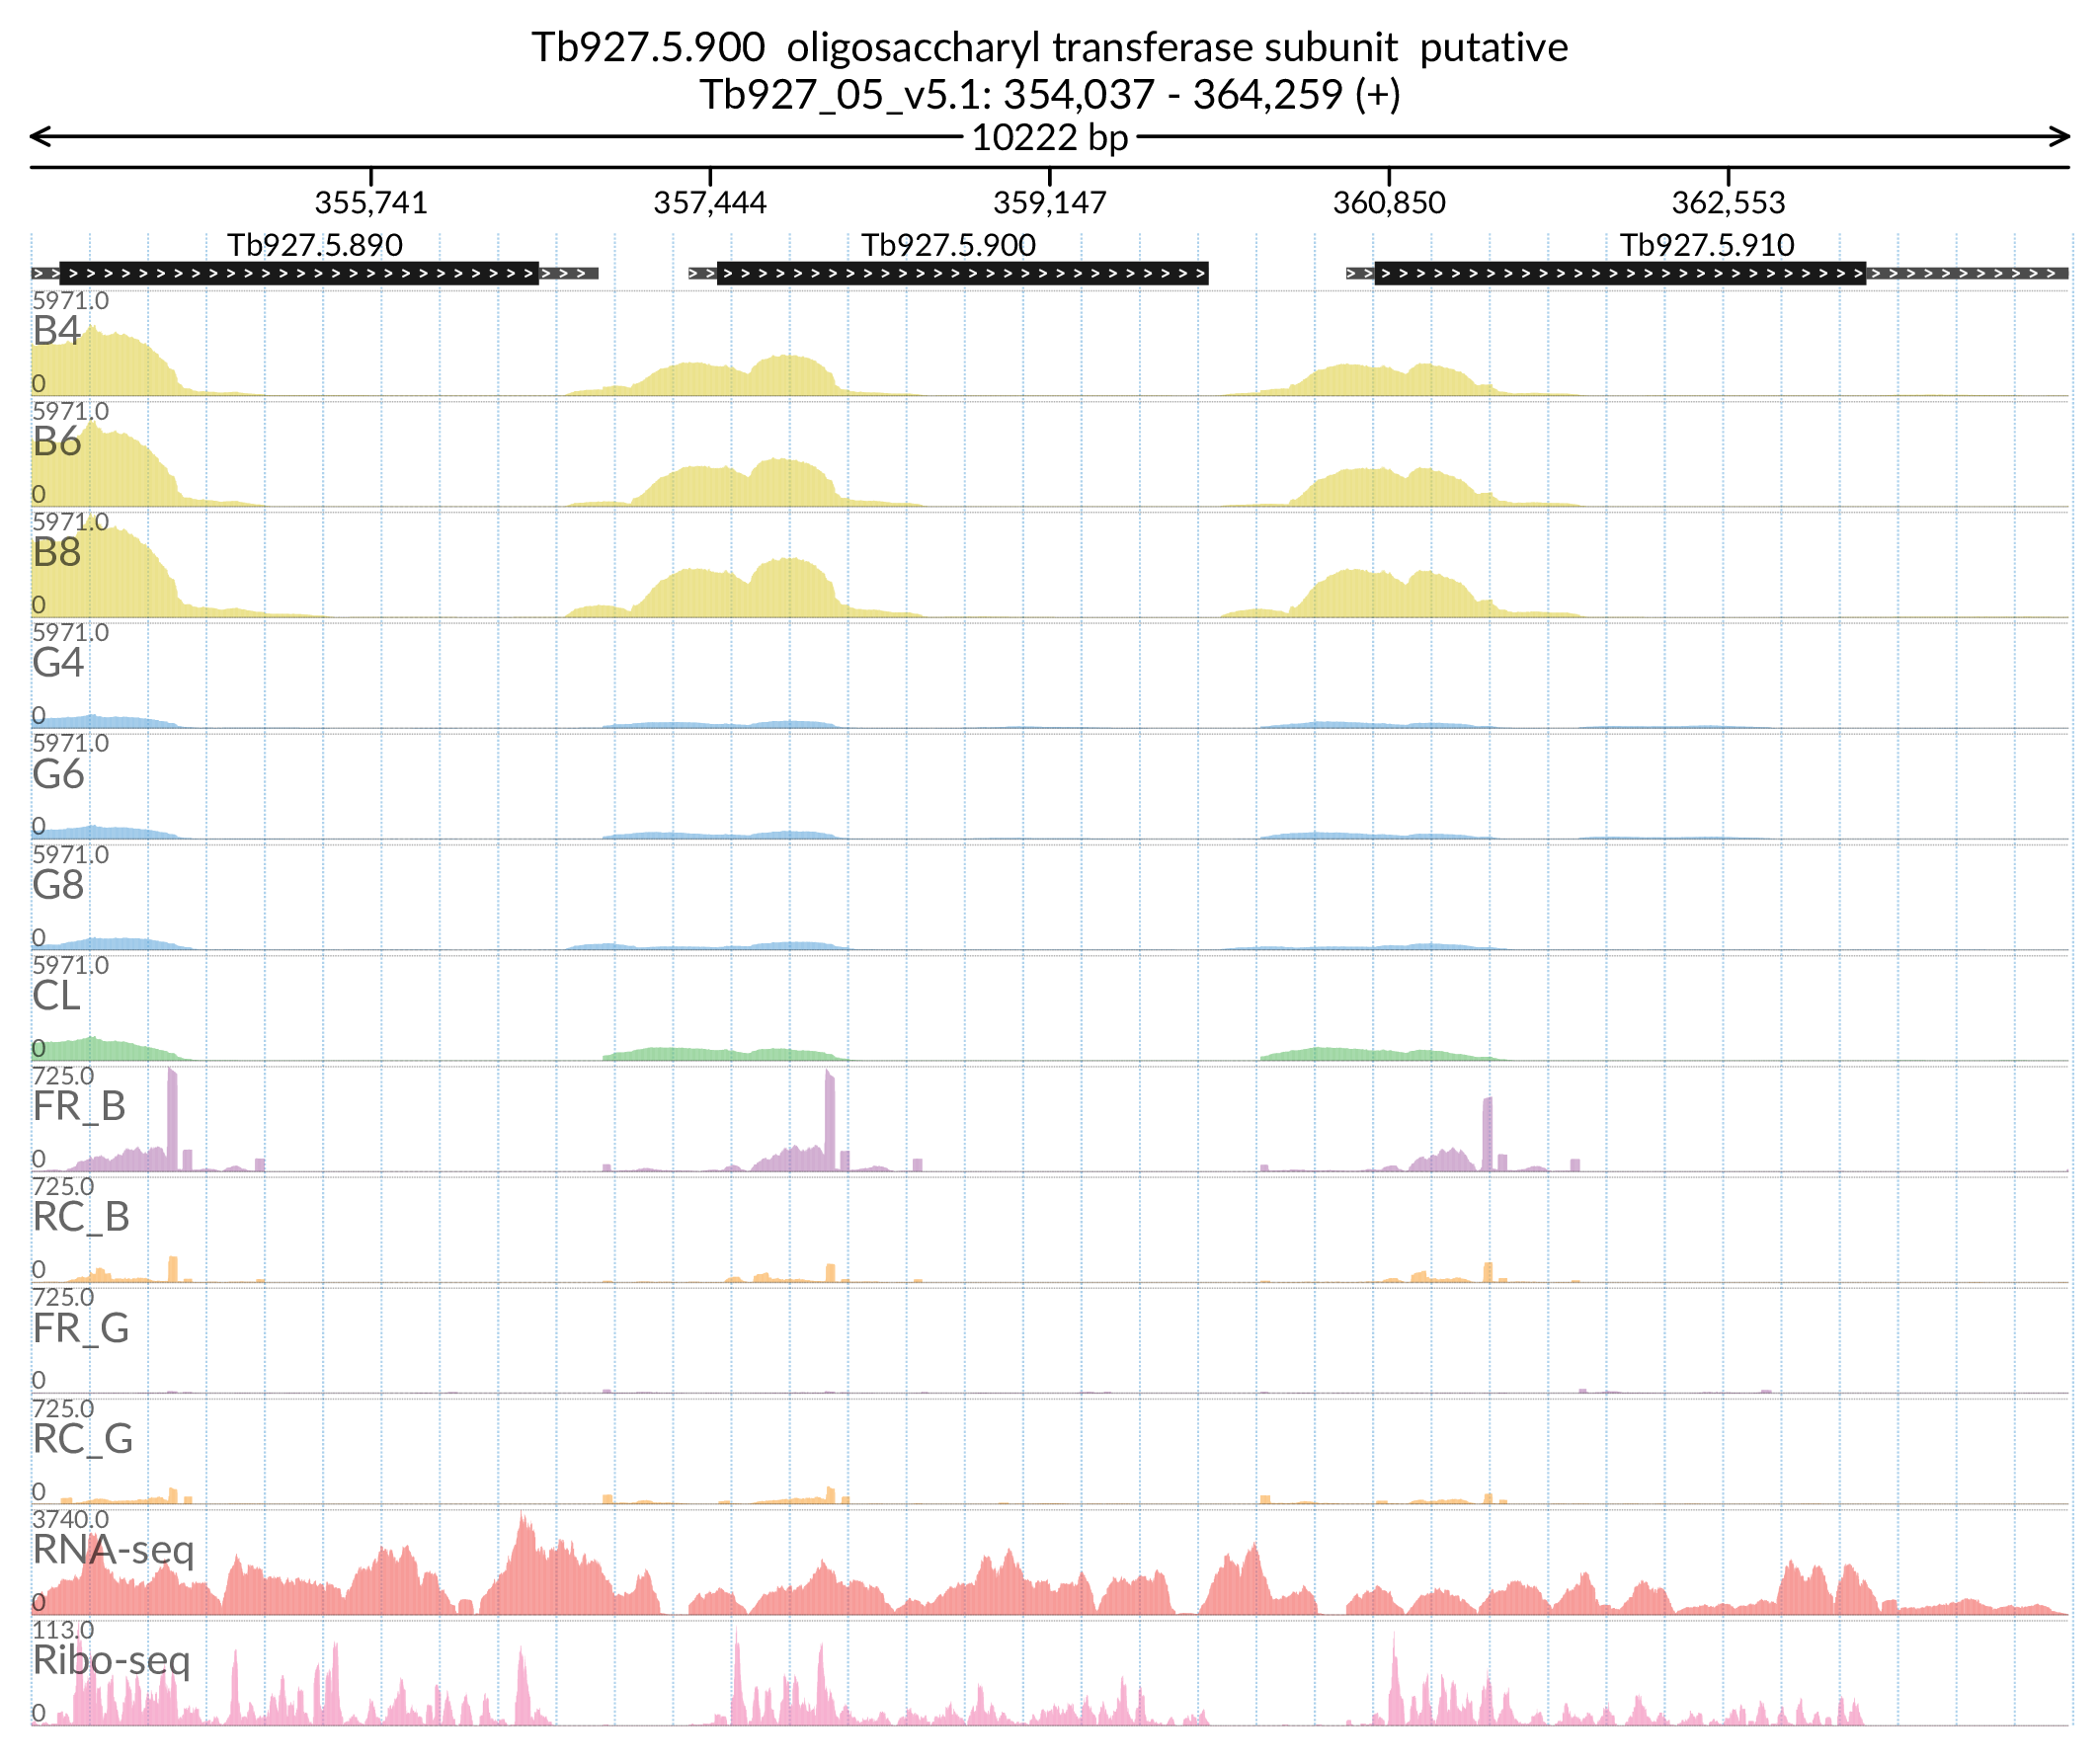 Tb927.5.900  oligosaccharyl transferase subunit  putative
Tb927_05_v5.1: 354,037 - 364,259 (+)
10222 bp
355,741 357,444 359,147 360,850 362,553
Tb927.5.890 Tb927.5.900 Tb927.5.910
5971.0
B4
0
5971.0
B6
0
5971.0
B8
0
5971.0
G4
0
5971.0
G6
0
5971.0
G8
0
5971.0
CL
0
725.0
FR_B
0
725.0
RC_B
0
725.0
FR_G
0
725.0
RC_G
0
3740.0
RNA-seq
0
113.0
Ribo-seq
0